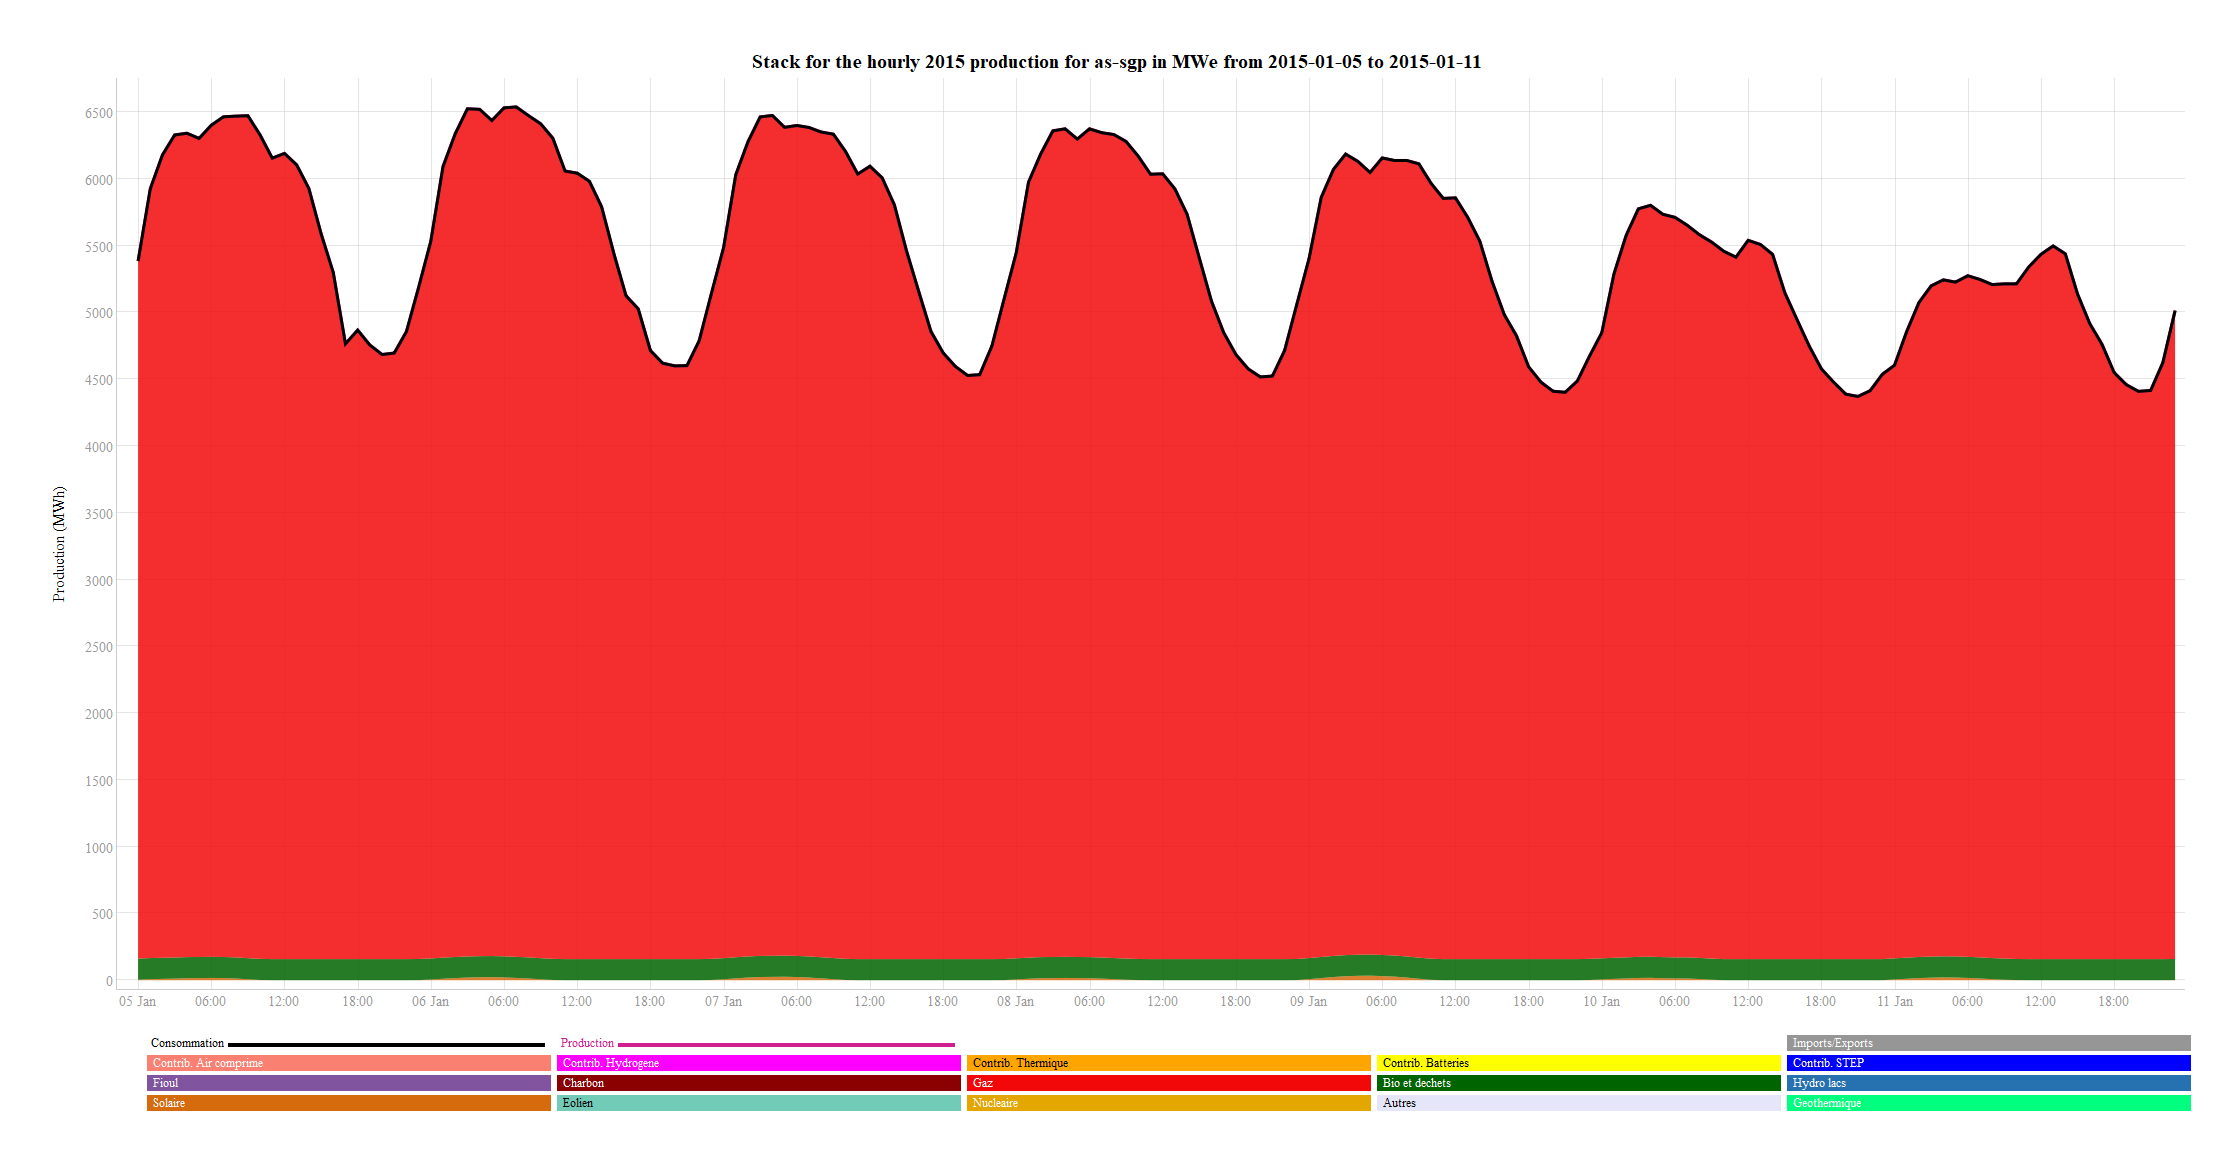 Stack for the hourly 2015 production for as-sgp in MWe from 2015-01-05 to 2015-01-11
Production (MWh)
6500
6000
5500
5000
4500
4000
3500
3000
2500
2000
1500
1000
500
0
05 Jan 06:00 12:00 18:00 06 Jan 06:00 12:00 18:00 07 Jan 06:00 12:00 18:00 08 Jan 06:00 12:00 18:00 09 Jan 06:00 12:00 18:00 10 Jan 06:00 12:00 18:00 11 Jan 06:00 12:00 18:00
Consommation Production Imports/Exports
Contrib. Air comprime Contrib. Hydrogene Contrib. Thermique Contrib. Batteries Contrib. STEP
Fioul Charbon Gaz Bio et dechets Hydro lacs
Solaire Eolien Nucleaire Autres Geothermique